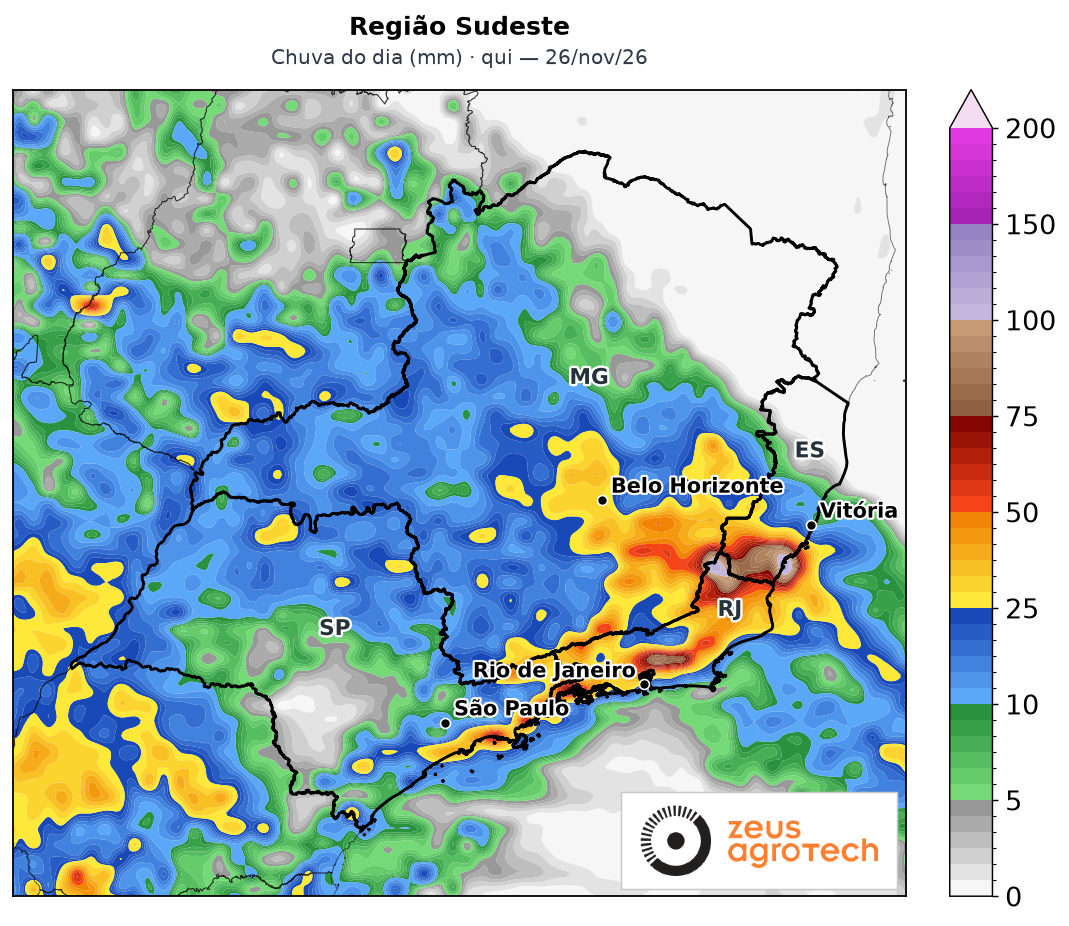 Região Sudeste
Chuva do dia (mm) · qui — 26/nov/26
200
150
100
75
50
25
10
5
0
MG
ES
Belo Horizonte
Vitória
RJ
SP
Rio de Janeiro
São Paulo
zeus
agrotech